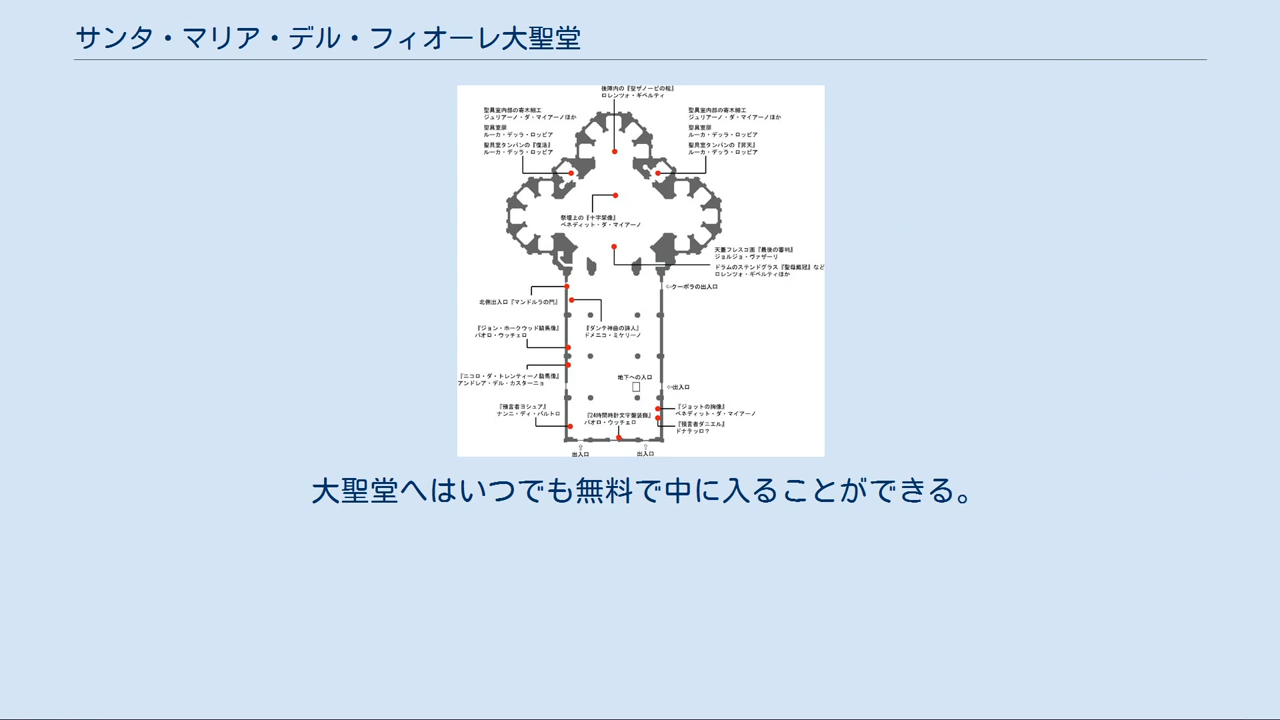 サンタ・マリア・デル・フィオーレ大聖堂
後陣内の『聖ザノービの棺』
ロレンツォ・ギベルティ
聖具室内部の寄木細工
ジュリアーノ・ダ・マイアーノほか
聖具室扉
ルーカ・デッラ・ロッビア
聖具室タンパンの『復活』
ルーカ・デッラ・ロッビア
聖具室内部の寄木細工
ジュリアーノ・ダ・マイアーノほか
聖具室扉
ルーカ・デッラ・ロッビア
聖具室タンパンの『昇天』
ルーカ・デッラ・ロッビア
祭壇上の『十字架像』
ベネディット・ダ・マイアーノ
天蓋フレスコ画『最後の審判』
ジョルジョ・ヴァザーリ
ドラムのステンドグラス『聖母戴冠』など
ロレンツォ・ギベルティほか
⇦クーポラの出入口
北側出入口『マンドルラの門』
『ダンテ神曲の詩人』
ドメニコ・ミケリーノ
『ジョン・ホークウッド騎馬像』
パオロ・ウッチェロ
『ニコロ・ダ・トレンティーノ騎馬像』
アンドレア・デル・カスターニョ
地下への入口
⇦出入口
『預言者ヨシュア』
ナンニ・ディ・バルトロ
『24時間時計文字盤装飾』
パオロ・ウッチェロ
『ジョットの胸像』
ベネディット・ダ・マイアーノ
『預言者ダニエル』
ドナテッロ?
⇧
出入口
⇧
出入口
大聖堂へはいつでも無料で中に入ることができる。